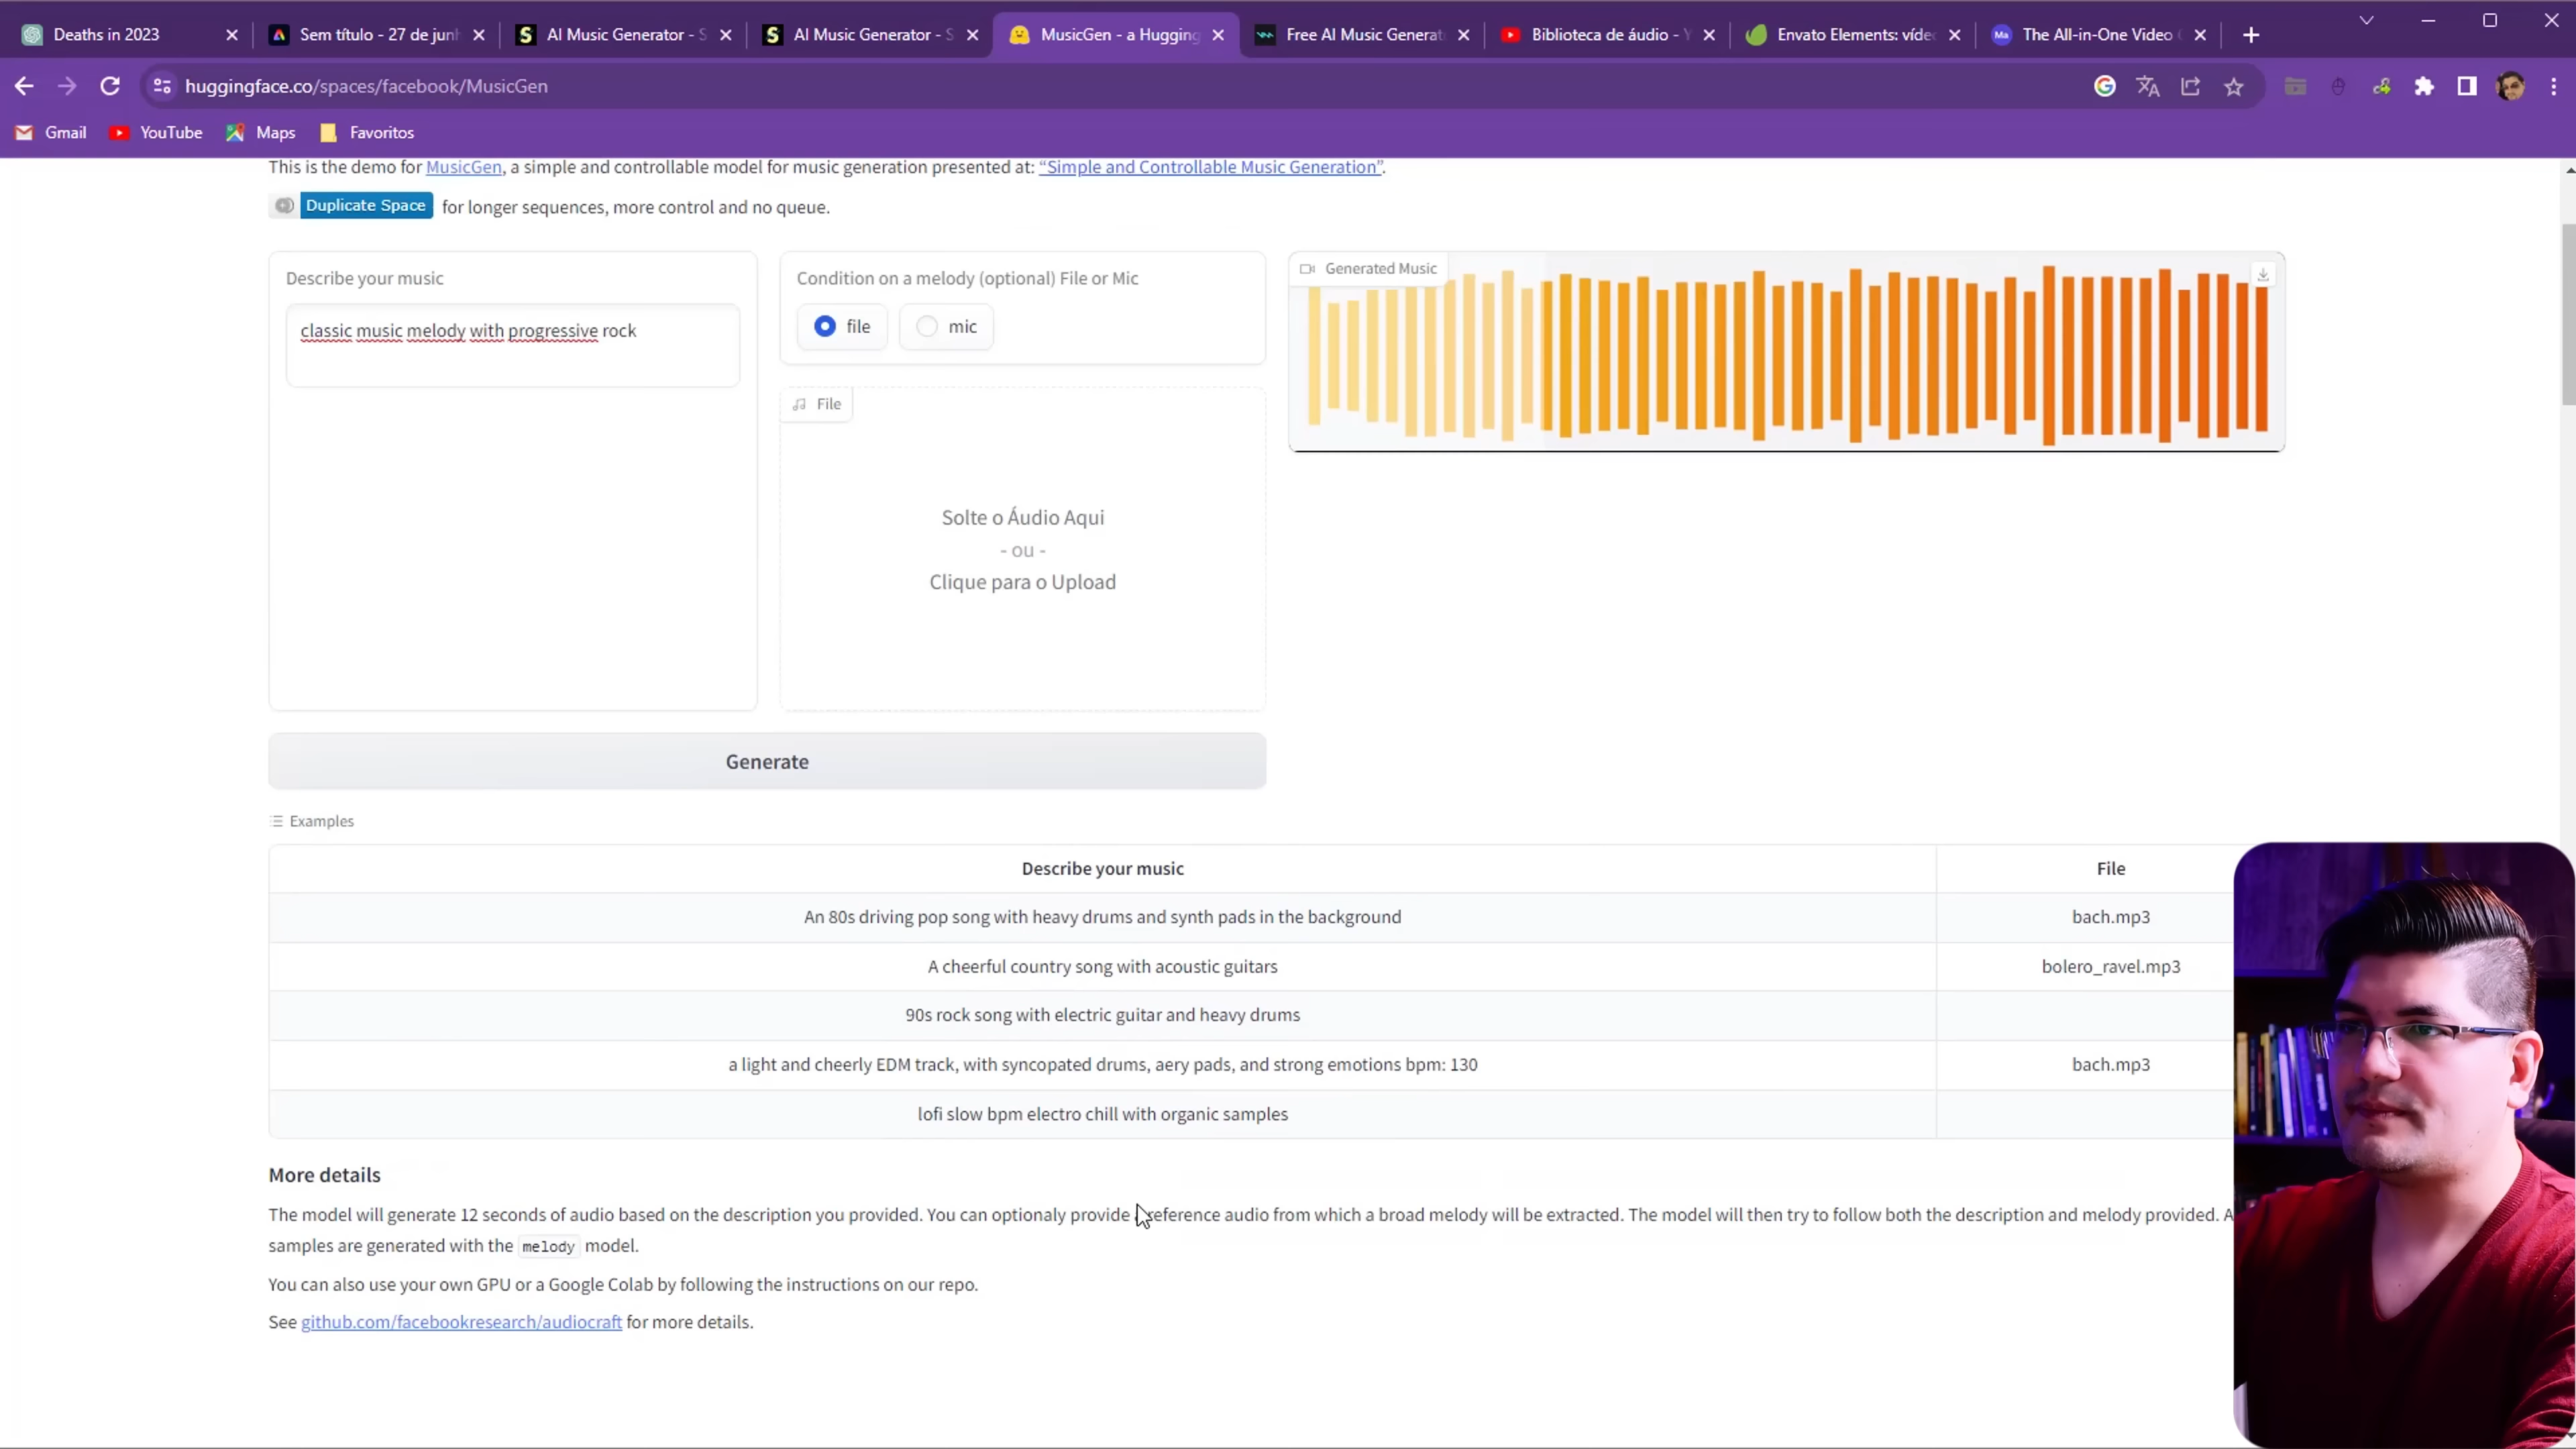 Deaths in 2023
Sem título - 27 de jun
AI Music Generator - S
AI Music Generator - S
MusicGen - a Hugging
Free AI Music Generat
Biblioteca de áudio - Y
Envato Elements: víde
Ma
The All-in-One Video
huggingface.co/spaces/facebook/MusicGen
Gmail
YouTube
Maps
Favoritos
This is the demo for MusicGen, a simple and controllable model for music generation presented at: “Simple and Controllable Music Generation”.
Duplicate Space for longer sequences, more control and no queue.
Describe your music
classic music melody with progressive rock
Condition on a melody (optional) File or Mic
file
mic
File
Solte o Áudio Aqui
- ou -
Clique para o Upload
Generated Music
Generate
Examples
Describe your music File
An 80s driving pop song with heavy drums and synth pads in the background bach.mp3
A cheerful country song with acoustic guitars bolero_ravel.mp3
90s rock song with electric guitar and heavy drums
a light and cheerly EDM track, with syncopated drums, aery pads, and strong emotions bpm: 130 bach.mp3
lofi slow bpm electro chill with organic samples
More details
The model will generate 12 seconds of audio based on the description you provided. You can optionaly provide reference audio from which a broad melody will be extracted. The model will then try to follow both the description and melody provided. A
samples are generated with the melody model.
You can also use your own GPU or a Google Colab by following the instructions on our repo.
See github.com/facebookresearch/audiocraft for more details.